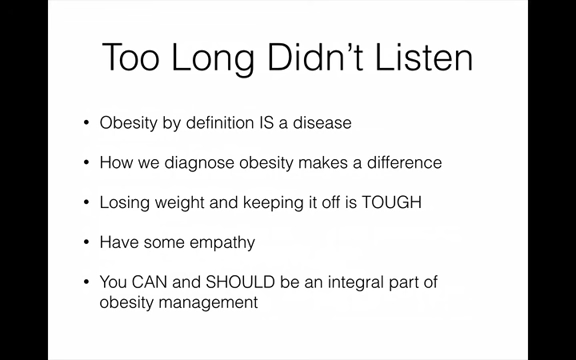 Too Long Didn't Listen
• Obesity by definition IS a disease
• How we diagnose obesity makes a difference
• Losing weight and keeping it off is TOUGH
• Have some empathy
• You CAN and SHOULD be an integral part of
obesity management